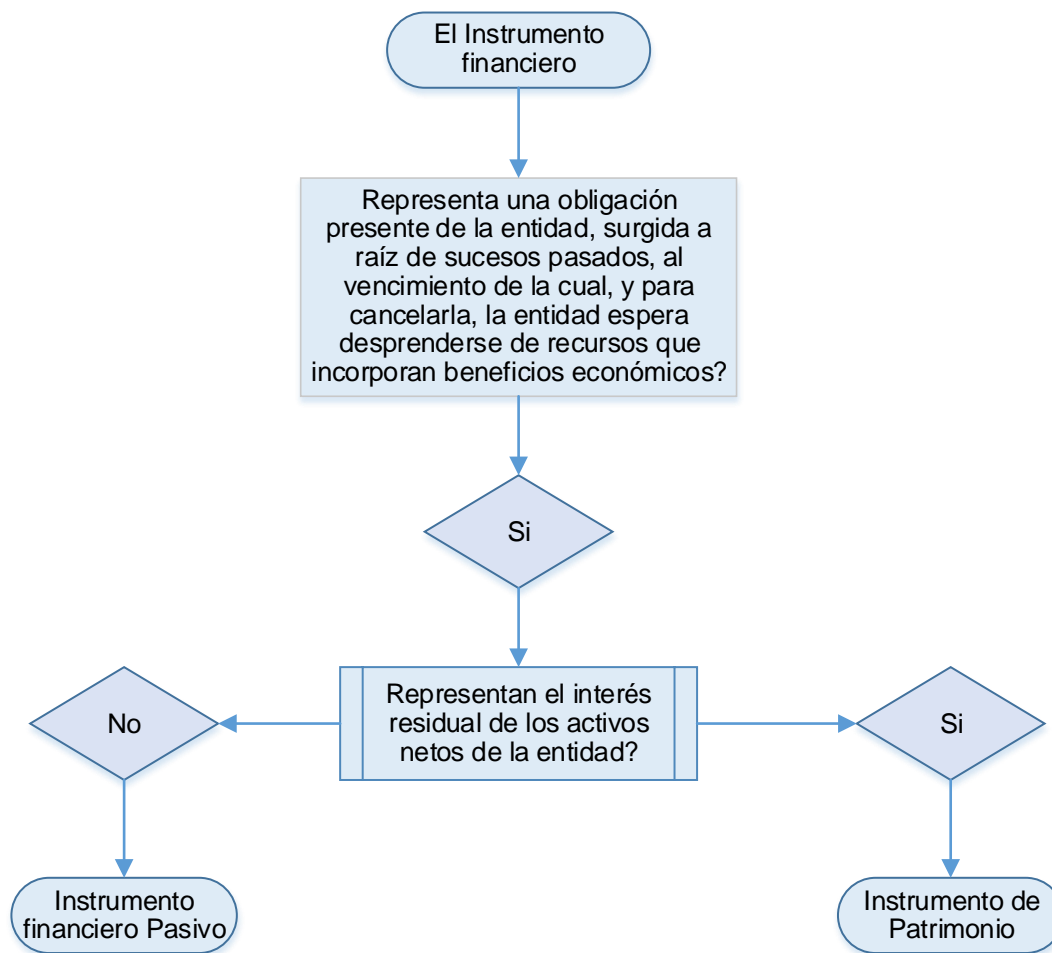 El Instrumento
financiero
Representa una obligación
presente de la entidad, surgida a
raíz de sucesos pasados, al
vencimiento de la cual, y para
cancelarla, la entidad espera
desprenderse de recursos que
incorporan beneficios económicos?
Si
No
Representan el interés
residual de los activos
netos de la entidad?
Si
Instrumento
financiero Pasivo
Instrumento de
Patrimonio